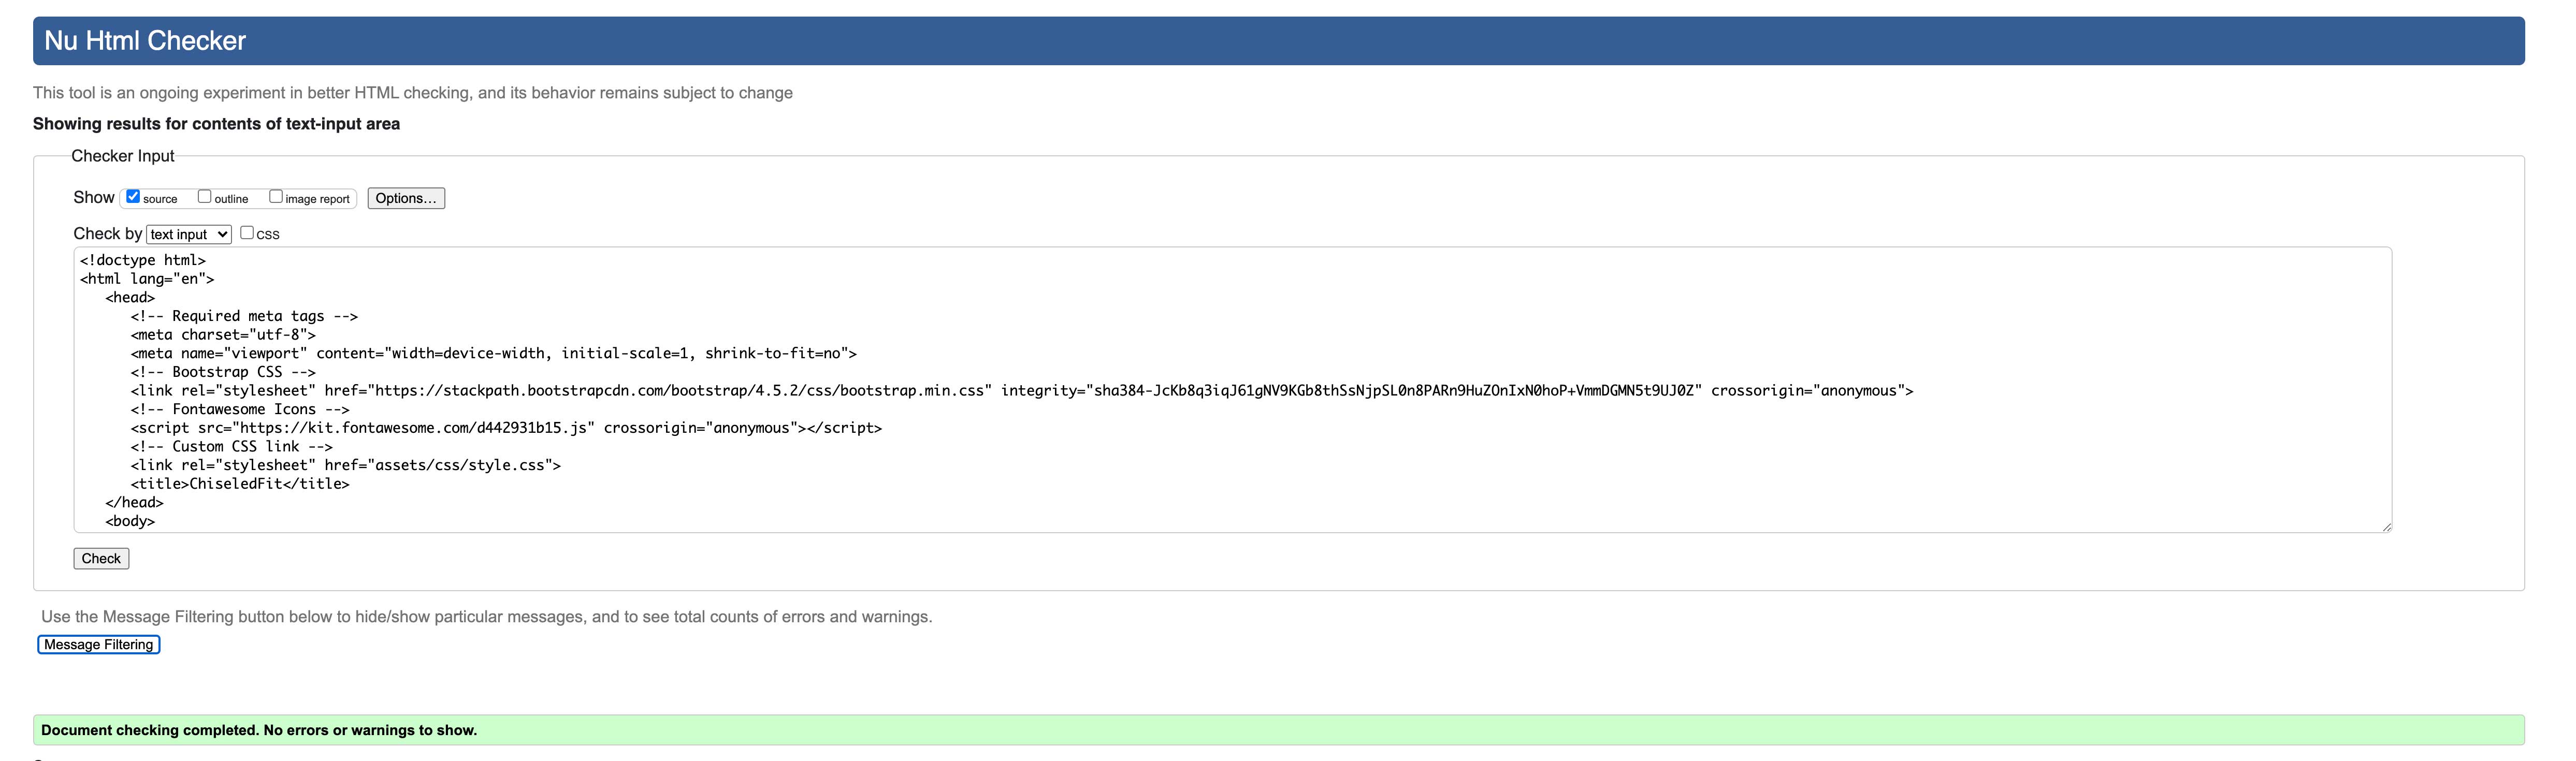 Nu Html Checker
This tool is an ongoing experiment in better HTML checking, and its behavior remains subject to change
Showing results for contents of text-input area
Checker Input
Show source outline image report Options...
Check by text input CSS
<!doctype html>
<html lang="en">
<head>
<!-- Required meta tags -->
<meta charset="utf-8">
<meta name="viewport" content="width=device-width, initial-scale=1, shrink-to-fit=no">
<!-- Bootstrap CSS -->
<link rel="stylesheet" href="https://stackpath.bootstrapcdn.com/bootstrap/4.5.2/css/bootstrap.min.css" integrity="sha384-JcKb8q3iqJ61gNV9KGb8thSsNjpSL0n8PARn9HuZOnIxN0hoP+VmmDGMN5t9UJ0Z" crossorigin="anonymous">
<!-- Fontawesome Icons -->
<script src="https://kit.fontawesome.com/d442931b15.js" crossorigin="anonymous"></script>
<!-- Custom CSS link -->
<link rel="stylesheet" href="assets/css/style.css">
<title>ChiseledFit</title>
</head>
<body>
Check
Use the Message Filtering button below to hide/show particular messages, and to see total counts of errors and warnings.
Message Filtering
Document checking completed. No errors or warnings to show.